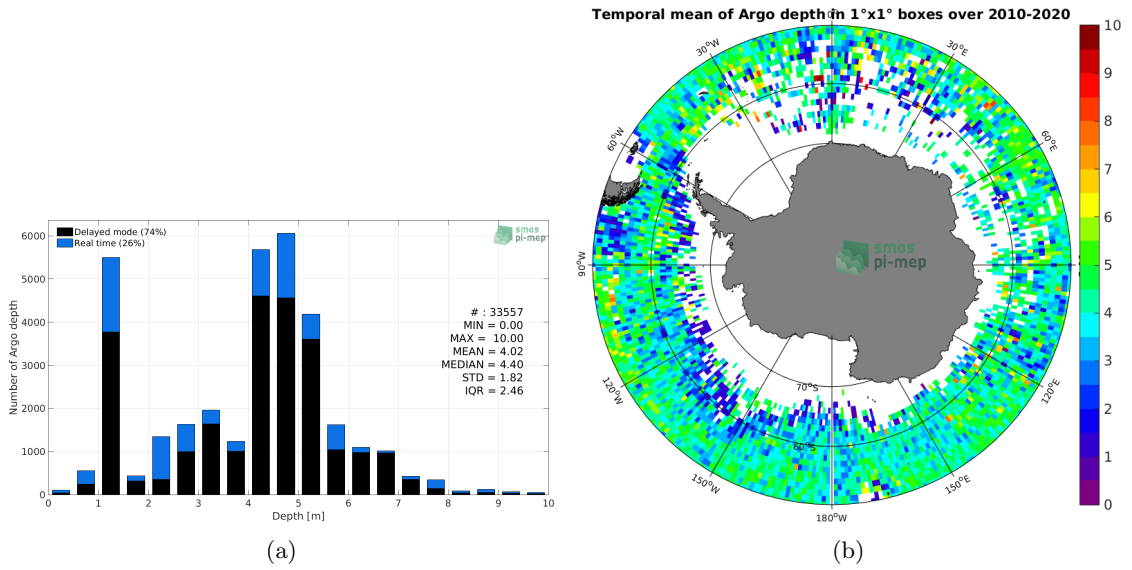 Delayed mode (74%)
Real time (26%)
smos
pi-mep
# : 33557
MIN = 0.00
MAX = 10.00
MEAN = 4.02
MEDIAN = 4.40
STD = 1.82
IQR = 2.46
Number of Argo depth
6000
5000
4000
3000
2000
1000
0
0 1 2 3 4 5 6 7 8 9 10
Depth [m]
(a)
Temporal mean of Argo depth in 1°x1° boxes over 2010-2020
0°
30°W
30°E
60°W
60°E
90°W
120°W
120°E
150°W
150°E
180°W
70°S
60°S
smos
pi-mep
10
9
8
7
6
5
4
3
2
1
0
(b)